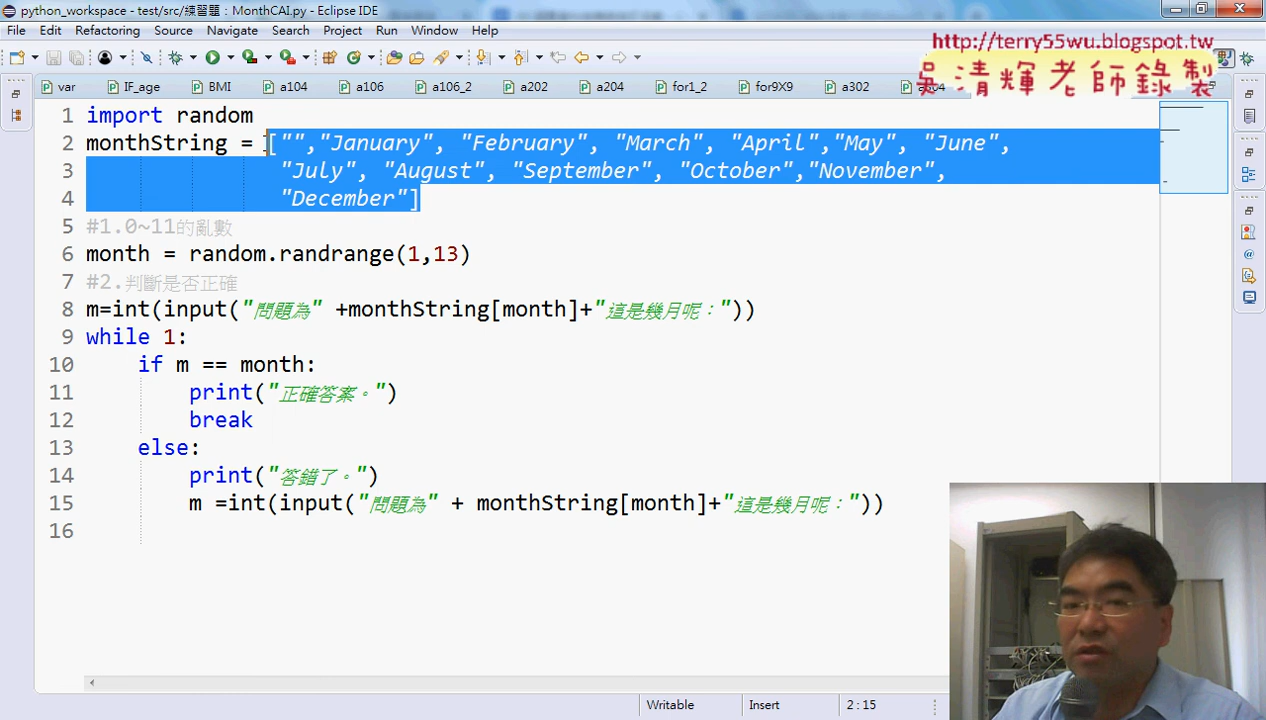 python_workspace - test/src/練習題：MonthCAI.py - Eclipse IDE
File Edit Refactoring Source Navigate Search Project Run Window Help
http://terry55wu.blogspot.tw
吳清輝老師錄製
var IF_age BMI a104 a106 a106_2 a202 a204 for1_2 for9X9 a302
1 import random
2 monthString = ["","January", "February", "March", "April","May", "June",
3 "July", "August", "September", "October","November",
4 "December"]
5 #1.0~11的亂數
6 month = random.randrange(1,13)
7 #2.判斷是否正確
8 m=int(input("問題為" +monthString[month]+"這是幾月呢："))
9 while 1:
10 if m == month:
11 print("正確答案。")
12 break
13 else:
14 print("答錯了。")
15 m =int(input("問題為" + monthString[month]+"這是幾月呢："))
16
Writable Insert 2 : 15